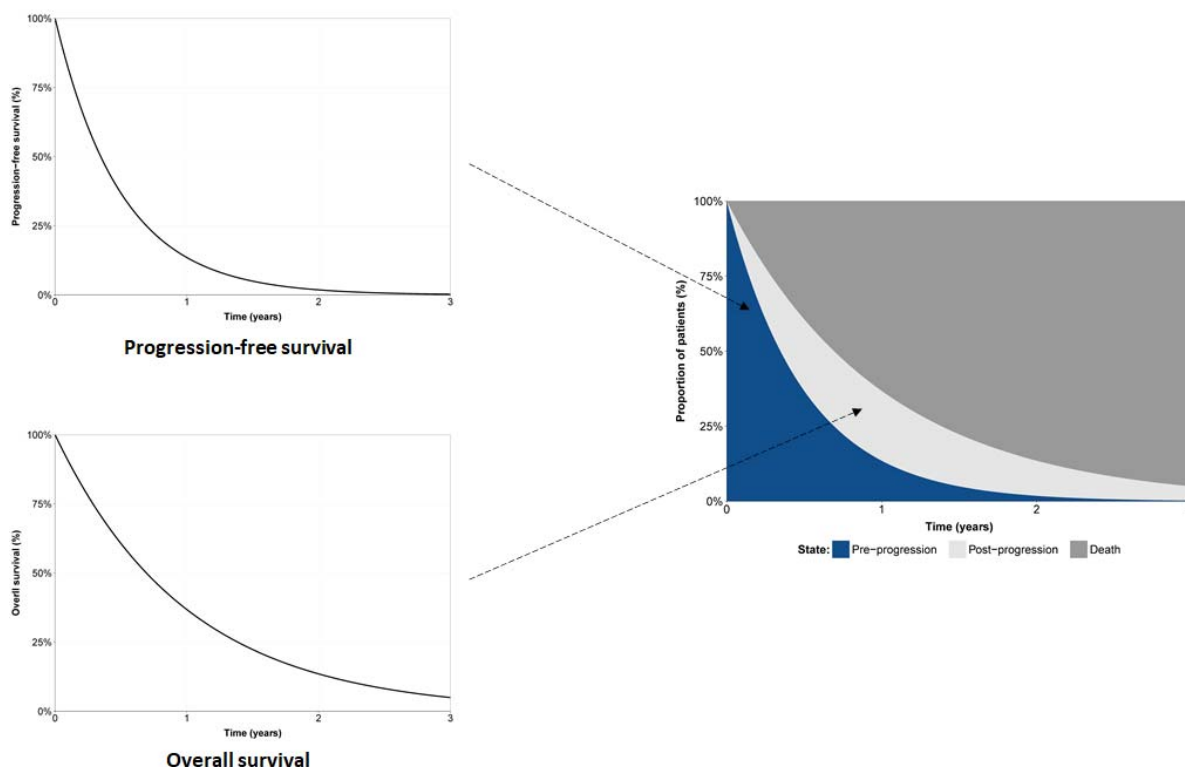 100%
75%
50%
25%
0%
Progression−free survival (%)
0 1 2 3
Time (years)
Progression-free survival
100%
75%
50%
25%
0%
Overll survival (%)
0 1 2 3
Time (years)
Overall survival
100%
75%
50%
25%
0%
Proportion of patients (%)
0 1 2
Time (years)
State: Pre−progression Post−progression Death